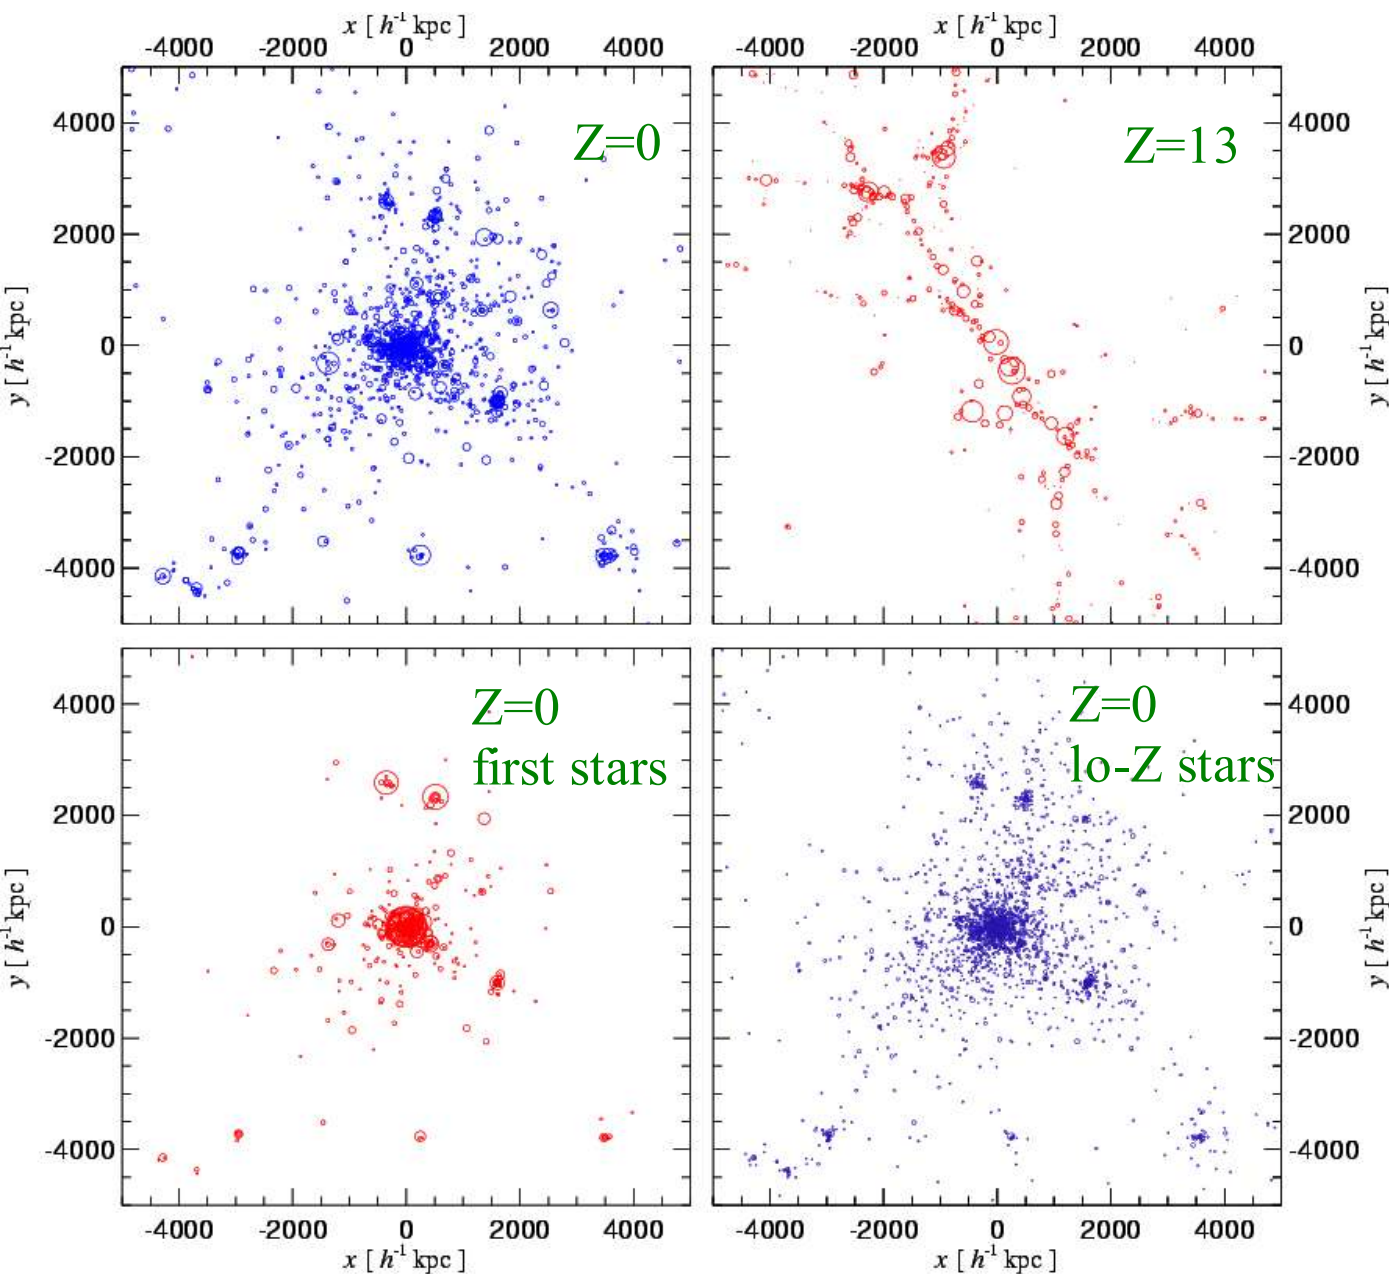 x [ h⁻¹ kpc ] x [ h⁻¹ kpc ]
-4000 -2000 0 2000 4000 -4000 -2000 0 2000 4000
4000 Z=0 Z=13 4000
2000 2000
y [ h⁻¹ kpc ] 0 0 y [ h⁻¹ kpc ]
-2000 -2000
-4000 -4000
4000 Z=0 Z=0 4000
first stars lo-Z stars
2000 2000
y [ h⁻¹ kpc ] 0 0 y [ h⁻¹ kpc ]
-2000 -2000
-4000 -4000
-4000 -2000 0 2000 4000 -4000 -2000 0 2000 4000
x [ h⁻¹ kpc ] x [ h⁻¹ kpc ]